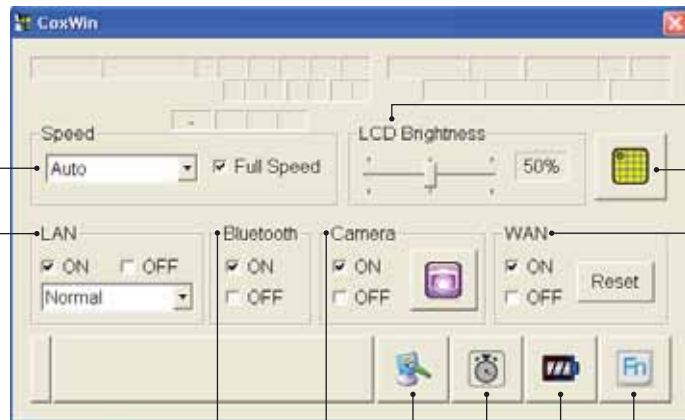 CoxWin
Speed
Auto
Full Speed
LCD Brightness
50%
LAN
ON OFF
Normal
Bluetooth
ON
OFF
Camera
ON
OFF
WAN
ON
OFF
Reset
Fn